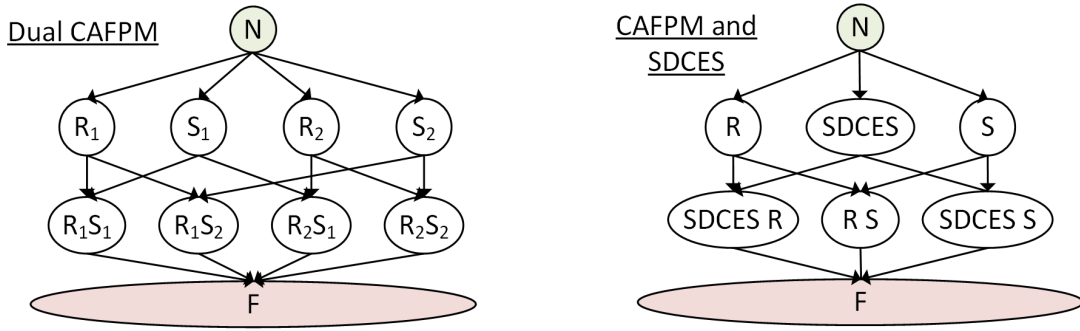 Dual CAFPM
N
R₁
S₁
R₂
S₂
R₁S₁
R₁S₂
R₂S₁
R₂S₂
F
CAFPM and
SDCES
N
R
SDCES
S
SDCES R
R S
SDCES S
F